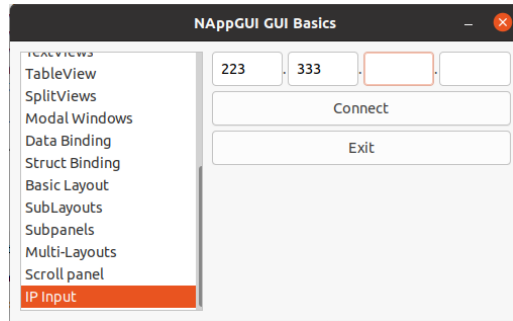 NAppGUI GUI Basics
TextViews
TableView
SplitViews
Modal Windows
Data Binding
Struct Binding
Basic Layout
SubLayouts
Subpanels
Multi-Layouts
Scroll panel
IP Input
223 . 333 . .
Connect
Exit